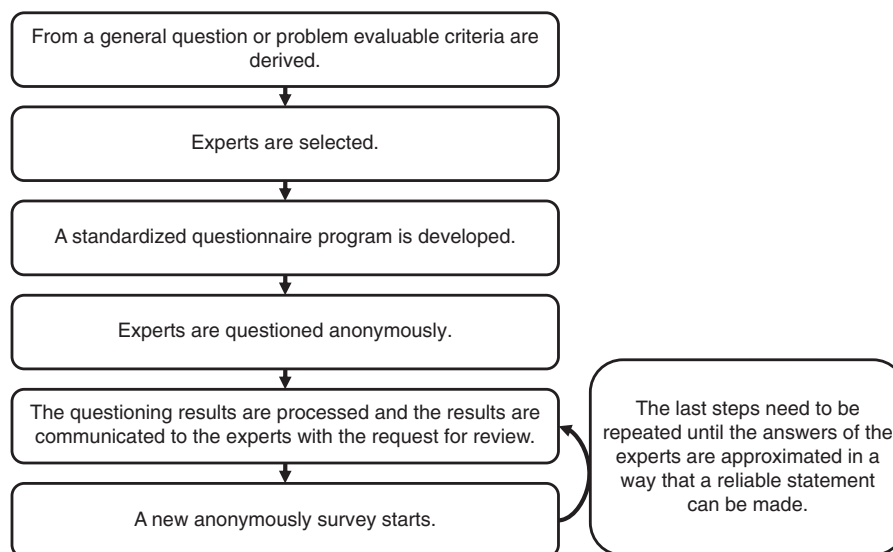 From a general question or problem evaluable criteria are
derived.
Experts are selected.
A standardized questionnaire program is developed.
Experts are questioned anonymously.
The questioning results are processed and the results are
communicated to the experts with the request for review.
A new anonymously survey starts.
The last steps need to be
repeated until the answers of the
experts are approximated in a
way that a reliable statement
can be made.